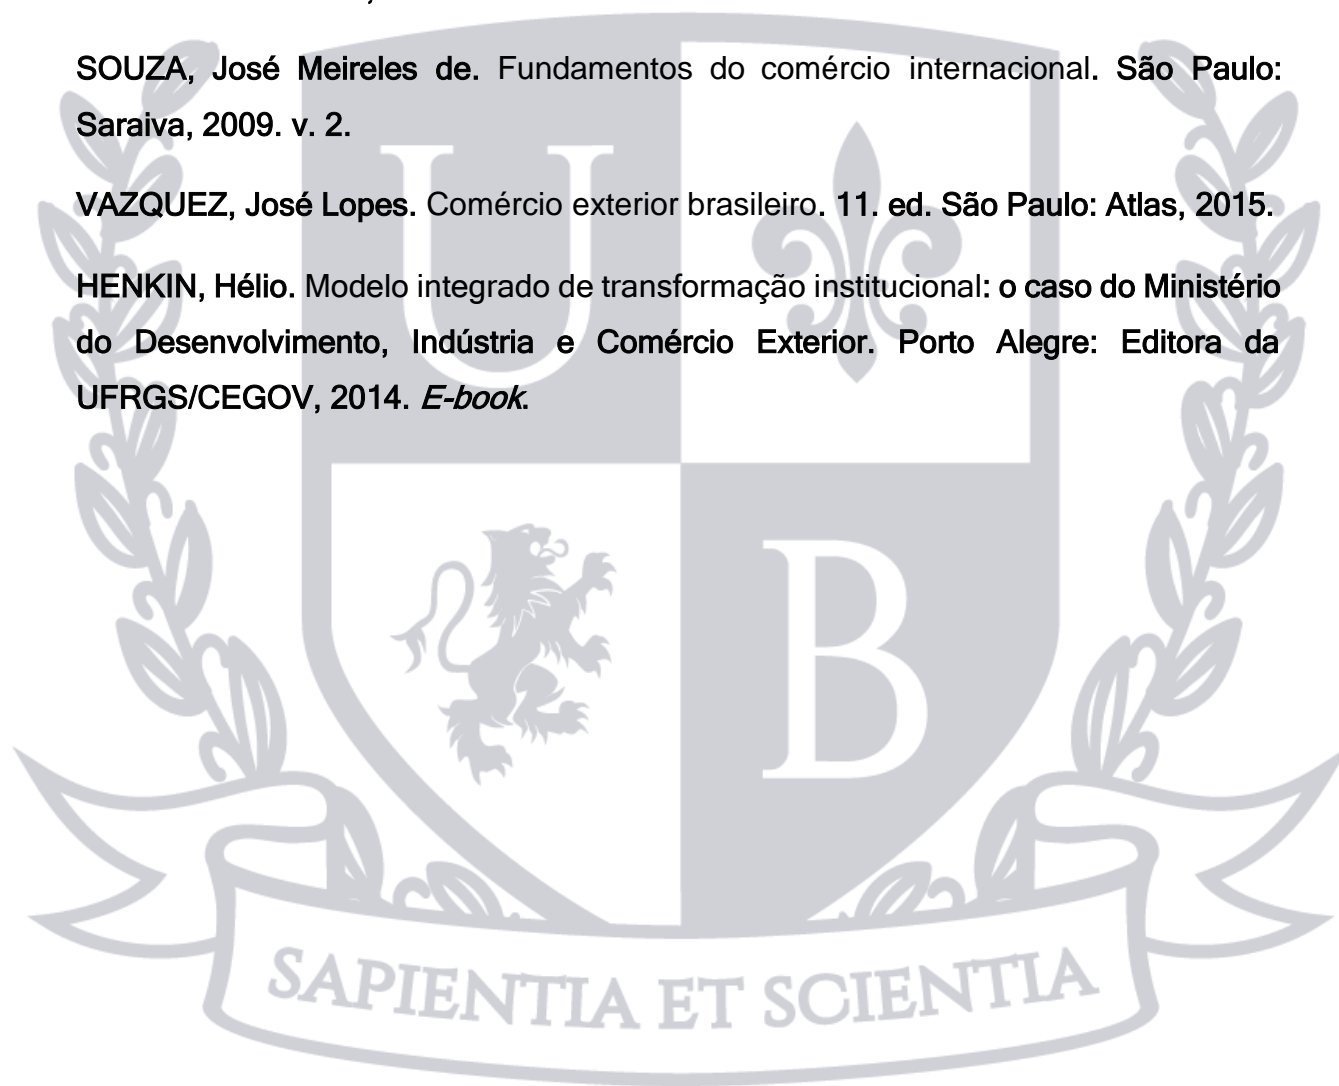 SOUZA, José Meireles de. Fundamentos do comércio internacional. São Paulo:
Saraiva, 2009. v. 2.
VAZQUEZ, José Lopes. Comércio exterior brasileiro. 11. ed. São Paulo: Atlas, 2015.
HENKIN, Hélio. Modelo integrado de transformação institucional: o caso do Ministério
do Desenvolvimento, Indústria e Comércio Exterior. Porto Alegre: Editora da
UFRGS/CEGOV, 2014. E-book.
U
B
SAPIENTIA ET SCIENTIA